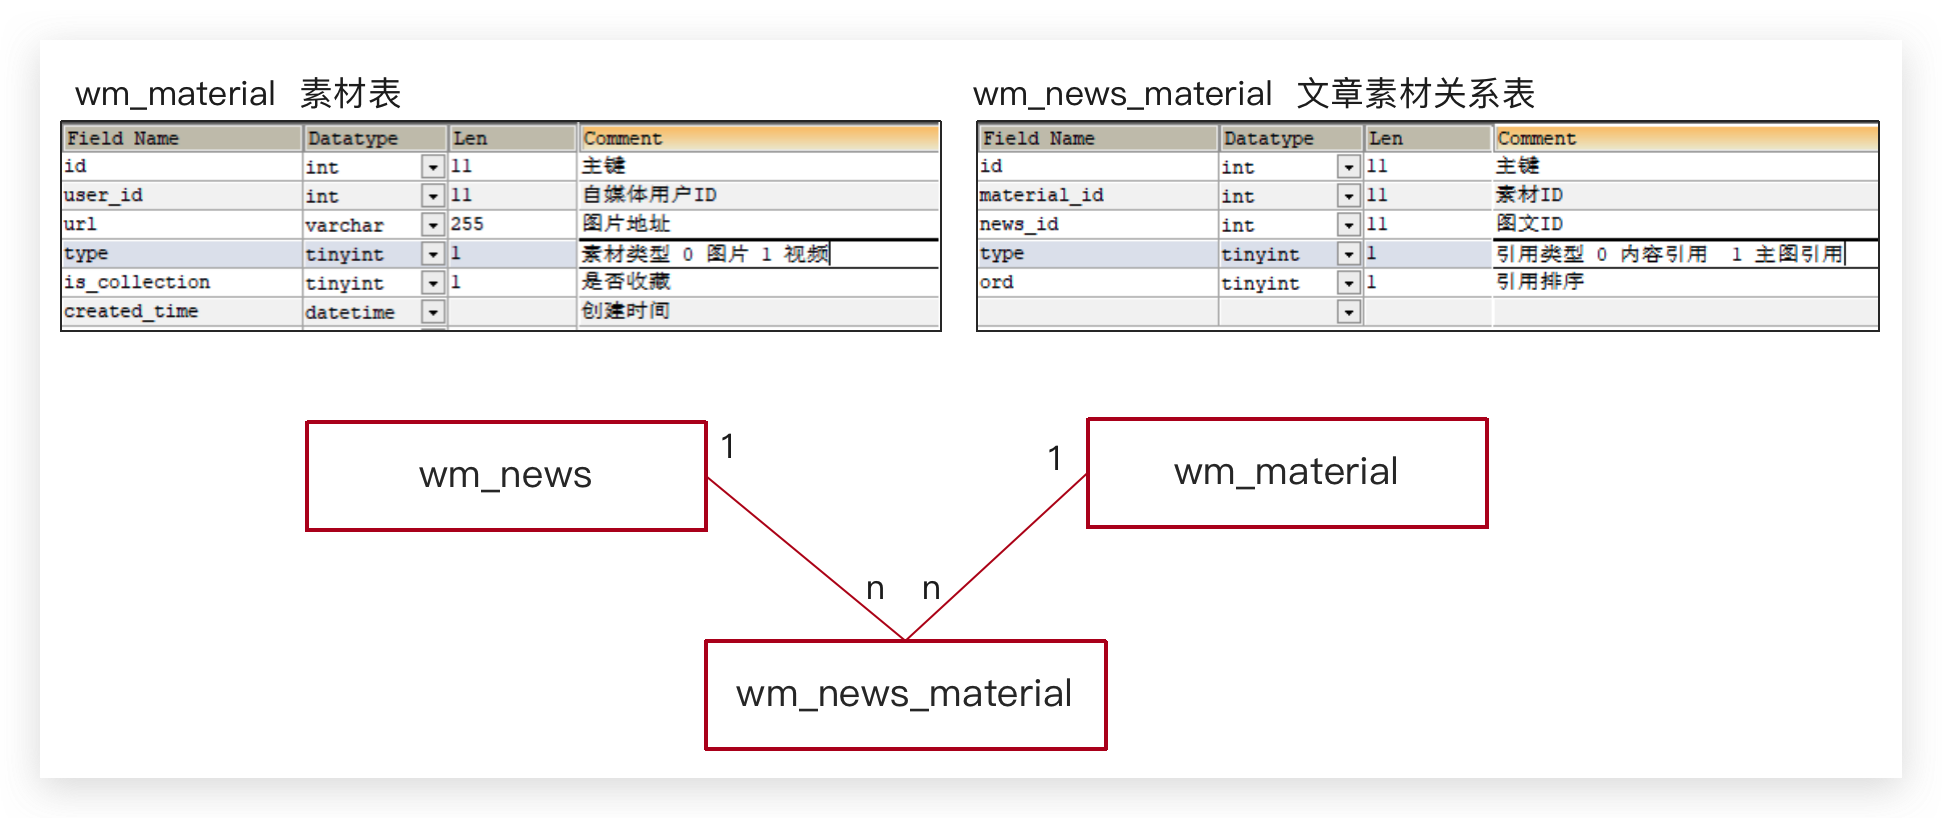 wm_material 素材表
Field Name Datatype Len Comment
id int 11 主键
user_id int 11 自媒体用户ID
url varchar 255 图片地址
type tinyint 1 素材类型 0 图片 1 视频
is_collection tinyint 1 是否收藏
created_time datetime 创建时间
wm_news_material 文章素材关系表
Field Name Datatype Len Comment
id int 11 主键
material_id int 11 素材ID
news_id int 11 图文ID
type tinyint 1 引用类型 0 内容引用 1 主图引用
ord tinyint 1 引用排序
wm_news
1
1
wm_material
n
n
wm_news_material